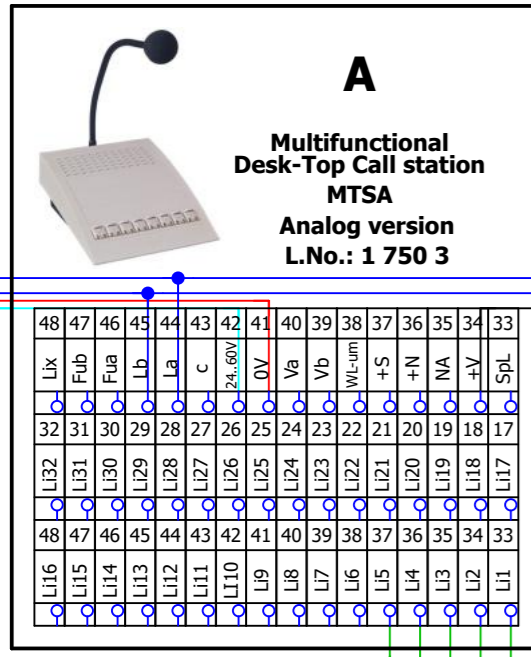 A
Multifunctional
Desk-Top Call station
MTSA
Analog version
L.No.: 1 750 3
48 47 46 45 44 43 42 41 40 39 38 37 36 35 34 33
Lix Fub Fua Lb La c 24..60V 0V Va Vb WL-um +S +N NA +V SpL
32 31 30 29 28 27 26 25 24 23 22 21 20 19 18 17
Li32 Li31 Li30 Li29 Li28 Li27 Li26 Li25 Li24 Li23 Li22 Li21 Li20 Li19 Li18 Li17
48 47 46 45 44 43 42 41 40 39 38 37 36 35 34 33
Li16 Li15 Li14 Li13 Li12 Li11 LI10 Li9 Li8 Li7 Li6 Li5 Li4 Li3 Li2 Li1